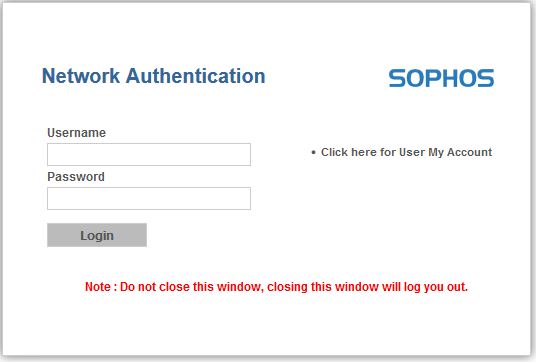 Network Authentication
SOPHOS
Username
• Click here for User My Account
Password
Login
Note : Do not close this window, closing this window will log you out.